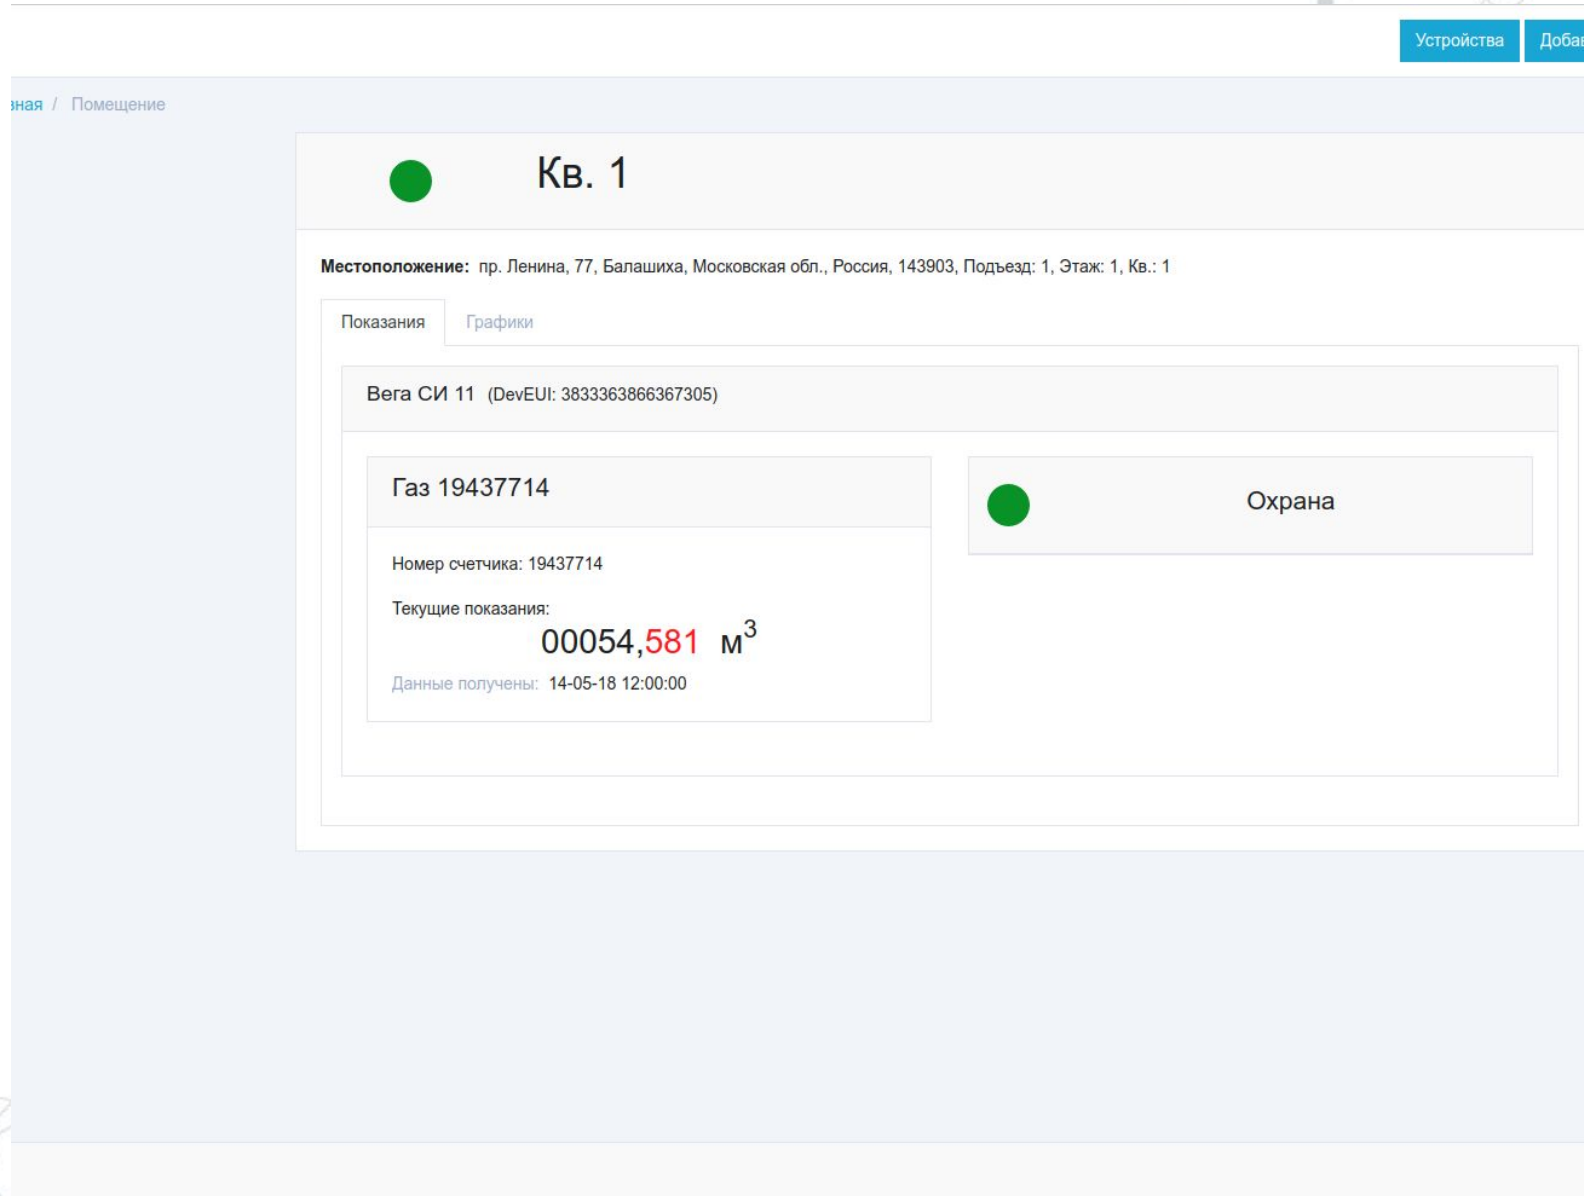 Устройства
Помещение
Кв. 1
Местоположение: пр. Ленина, 77, Балашиха, Московская обл., Россия, 143903, Подъезд: 1, Этаж: 1, Кв.: 1
Показания Графики
Вега СИ 11 (DevEUI: 3833363866367305)
Газ 19437714
Охрана
Номер счетчика: 19437714
Текущие показания:
00054,581 м³
Данные получены: 14-05-18 12:00:00